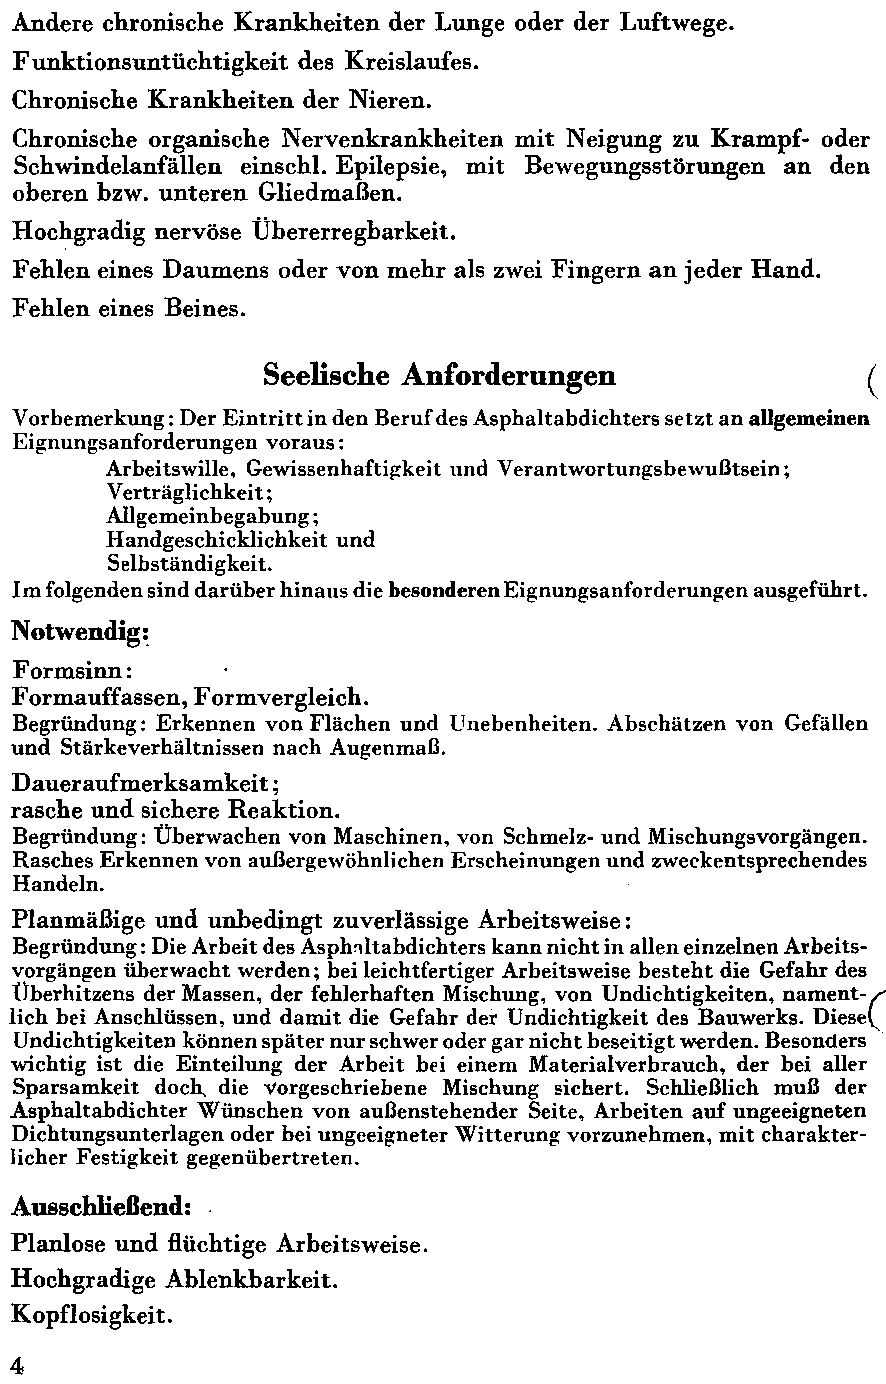 Andere chronische Krankheiten der Lunge oder der Luftwege.
Funktionsuntüchtigkeit des Kreislaufes.
Chronische Krankheiten der Nieren.
Chronische organische Nervenkrankheiten mit Neigung zu Krampf- oder
Schwindelanfällen einschl. Epilepsie, mit Bewegungsstörungen an den
oberen bzw. unteren Gliedmaßen.
Hochgradig nervöse Übererregbarkeit.
Fehlen eines Daumens oder von mehr als zwei Fingern an jeder Hand.
Fehlen eines Beines.
Seelische Anforderungen
Vorbemerkung: Der Eintritt in den Beruf des Asphaltabdichters setzt an allgemeinen
Eignungsanforderungen voraus:
Arbeitswille, Gewissenhaftigkeit und Verantwortungsbewußtsein;
Verträglichkeit;
Allgemeinbegabung;
Handgeschicklichkeit und
Selbständigkeit.
Im folgenden sind darüber hinaus die besonderen Eignungsanforderungen ausgeführt.
Notwendig:
Formsinn:
Formauffassen, Formvergleich.
Begründung: Erkennen von Flächen und Unebenheiten. Abschätzen von Gefällen
und Stärkeverhältnissen nach Augenmaß.
Daueraufmerksamkeit;
rasche und sichere Reaktion.
Begründung: Überwachen von Maschinen, von Schmelz- und Mischungsvorgängen.
Rasches Erkennen von außergewöhnlichen Erscheinungen und zweckentsprechendes
Handeln.
Planmäßige und unbedingt zuverlässige Arbeitsweise:
Begründung: Die Arbeit des Asphaltabdichters kann nicht in allen einzelnen Arbeits-
vorgängen überwacht werden; bei leichtfertiger Arbeitsweise besteht die Gefahr des
Überhitzens der Massen, der fehlerhaften Mischung, von Undichtigkeiten, nament-
lich bei Anschlüssen, und damit die Gefahr der Undichtigkeit des Bauwerks. Diese
Undichtigkeiten können später nur schwer oder gar nicht beseitigt werden. Besonders
wichtig ist die Einteilung der Arbeit bei einem Materialverbrauch, der bei aller
Sparsamkeit doch die vorgeschriebene Mischung sichert. Schließlich muß der
Asphaltabdichter Wünschen von außenstehender Seite, Arbeiten auf ungeeigneten
Dichtungsunterlagen oder bei ungeeigneter Witterung vorzunehmen, mit charakter-
licher Festigkeit gegenübertreten.
Ausschließend:
Planlose und flüchtige Arbeitsweise.
Hochgradige Ablenkbarkeit.
Kopflosigkeit.
4